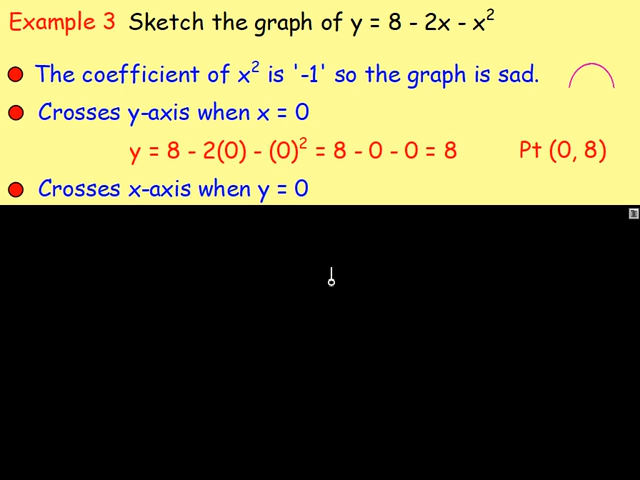 Example 3 Sketch the graph of y = 8 - 2x - x²
The coefficient of x² is '-1' so the graph is sad.
Crosses y-axis when x = 0
y = 8 - 2(0) - (0)² = 8 - 0 - 0 = 8 Pt (0, 8)
Crosses x-axis when y = 0